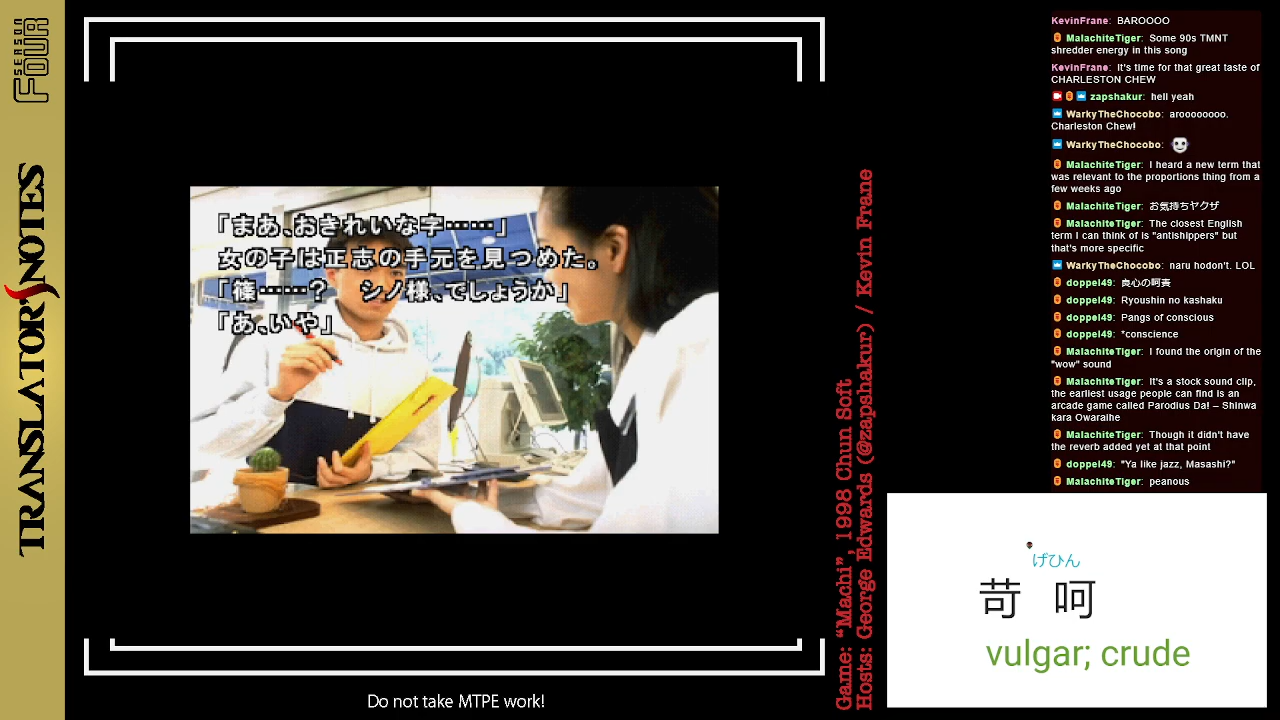 SEASON
FOUR
TRANSLATOR'S NOTES
「まあ、おきれいな字……」
女の子は正志の手元を見つめた。
「篠……?　シノ様、でしょうか」
「あ、いや」
Do not take MTPE work!
Game: “Machi”, 1998 Chun Soft
Hosts: George Edwards (@zapshakur) / Kevin Frane
KevinFrane: BAROOOO
MalachiteTiger: Some 90s TMNT
shredder energy in this song
KevinFrane: It's time for that great taste of
CHARLESTON CHEW
zapshakur: hell yeah
WarkyTheChocobo: aroooooooo.
Charleston Chew!
WarkyTheChocobo:
MalachiteTiger: I heard a new term that
was relevant to the proportions thing from a
few weeks ago
MalachiteTiger: お気持ちヤクザ
MalachiteTiger: The closest English
term I can think of is "antishippers" but
that's more specific
WarkyTheChocobo: naru hodon't. LOL
doppel49: 良心の呵責
doppel49: Ryoushin no kashaku
doppel49: Pangs of conscious
doppel49: *conscience
MalachiteTiger: I found the origin of the
"wow" sound
MalachiteTiger: It's a stock sound clip,
the earliest usage people can find is an
arcade game called Parodius Da! – Shinwa
kara Owaraihe
MalachiteTiger: Though it didn't have
the reverb added yet at that point
doppel49: "Ya like jazz, Masashi?"
MalachiteTiger: peanous
げひん
苛 呵
vulgar; crude